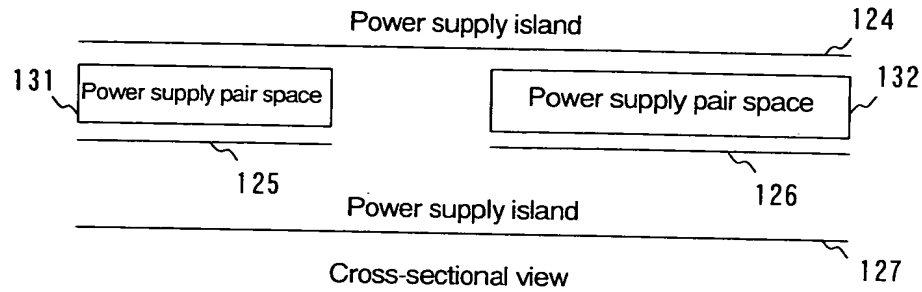 Power supply island
124
131
Power supply pair space
Power supply pair space
132
125
126
Power supply island
127
Cross-sectional view